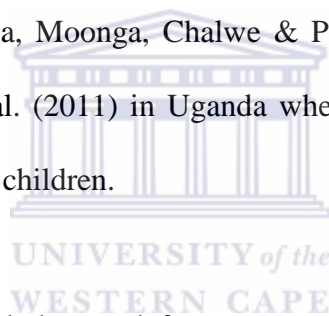 a, Moonga, Chalwe & P
al. (2011) in Uganda whe
children.
UNIVERSITY of the
WESTERN CAPE